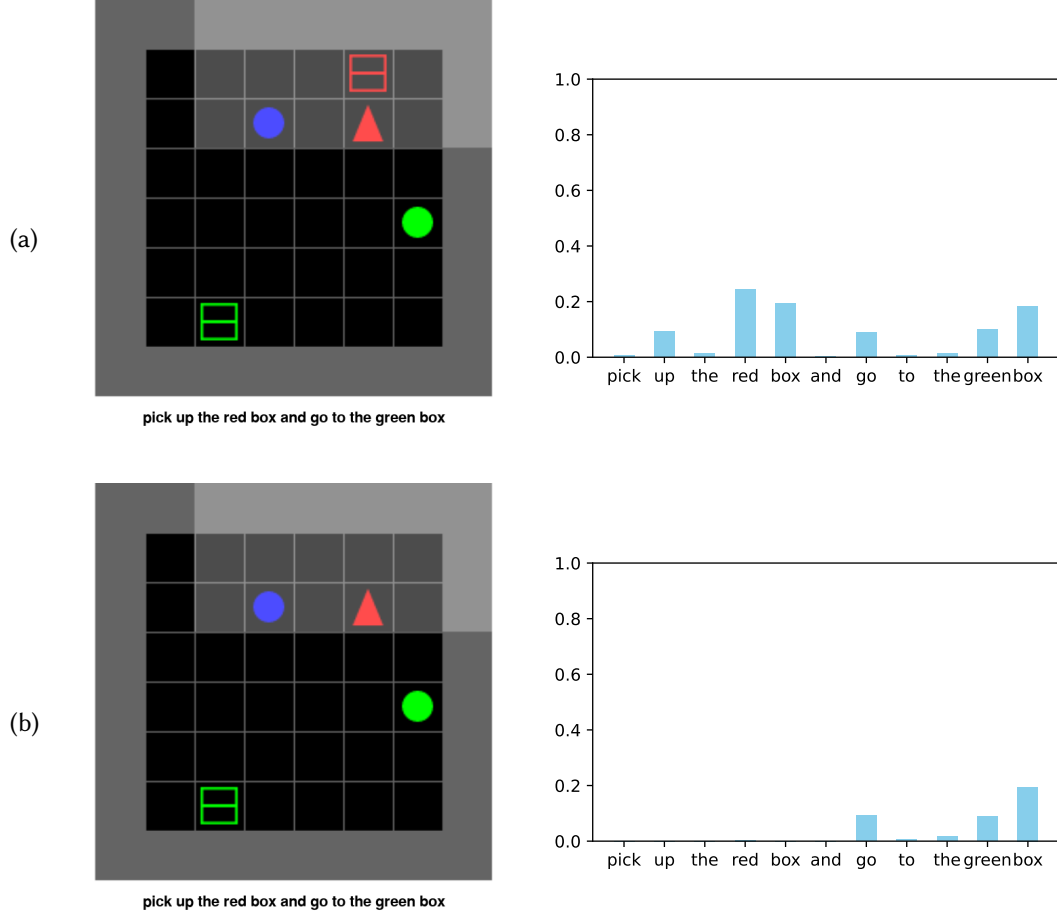 (a)
pick up the red box and go to the green box
1.0
0.8
0.6
0.4
0.2
0.0
pick up the red box and go to the green box
(b)
pick up the red box and go to the green box
1.0
0.8
0.6
0.4
0.2
0.0
pick up the red box and go to the green box